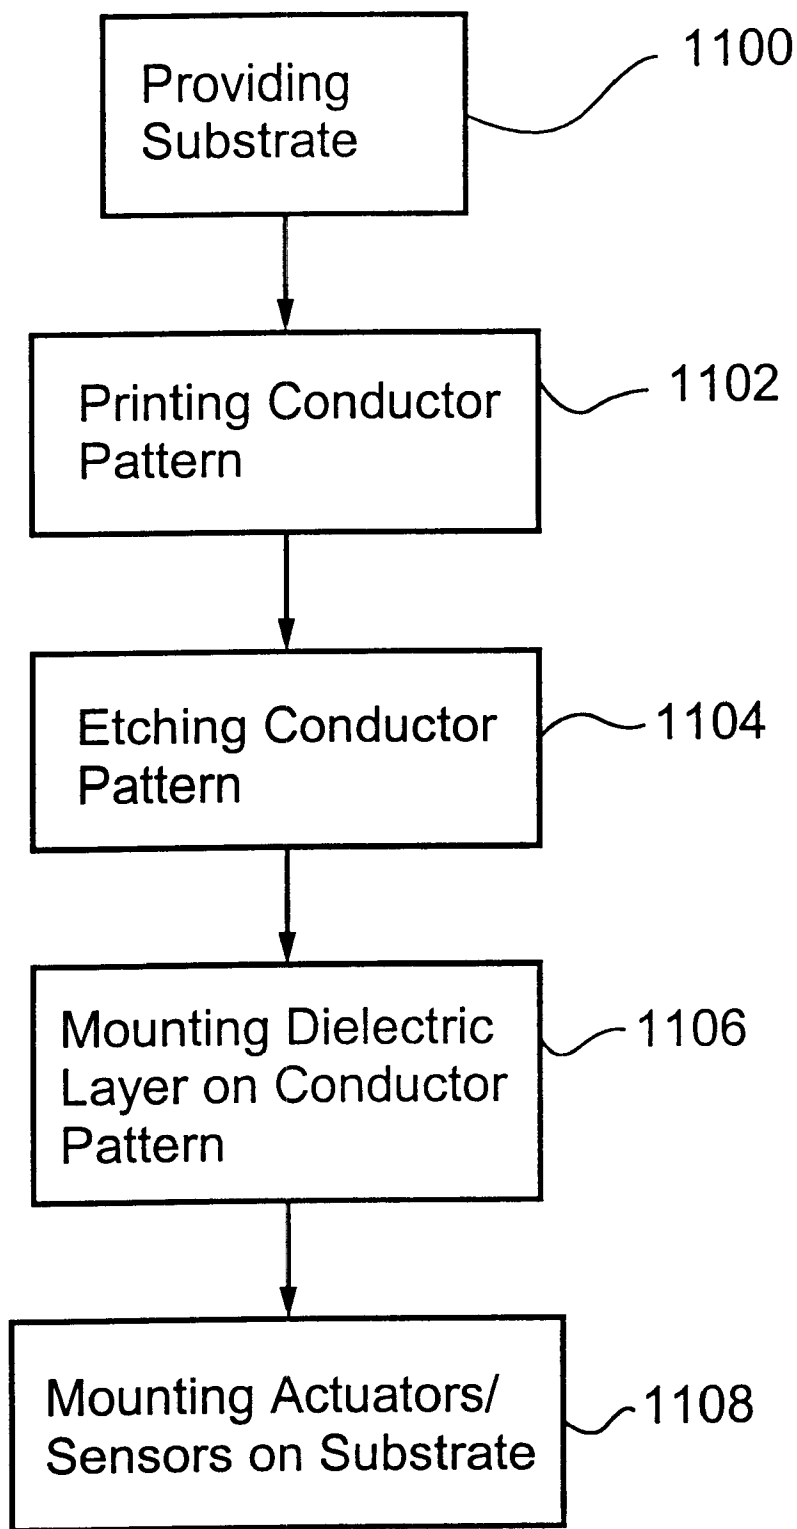 Providing
Substrate
1100
Printing Conductor
Pattern
1102
Etching Conductor
Pattern
1104
Mounting Dielectric
Layer on Conductor
Pattern
1106
Mounting Actuators/
Sensors on Substrate
1108